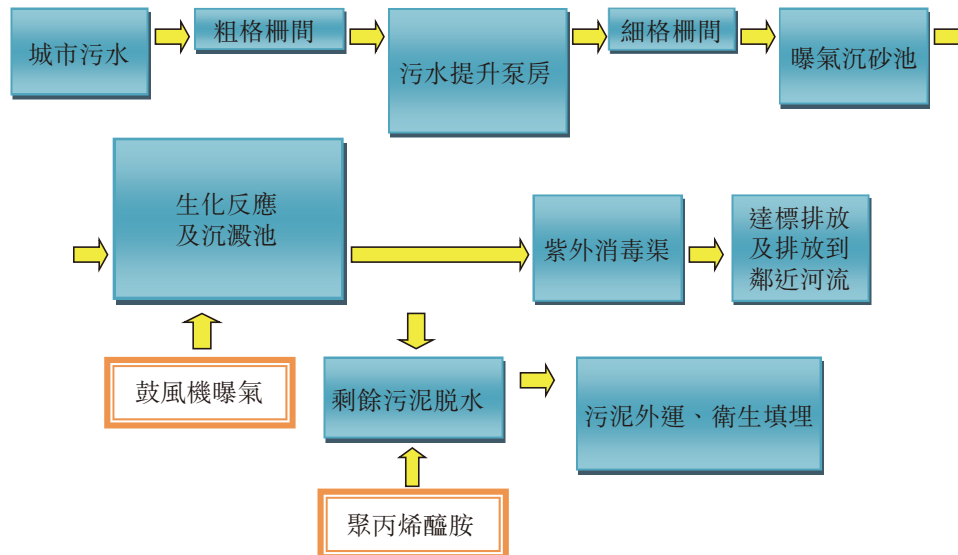 城市污水
粗格柵間
污水提升泵房
細格柵間
曝氣沉砂池
生化反應
及沉澱池
紫外消毒渠
達標排放
及排放到
鄰近河流
鼓風機曝氣
剩餘污泥脱水
污泥外運、衛生填埋
聚丙烯醯胺